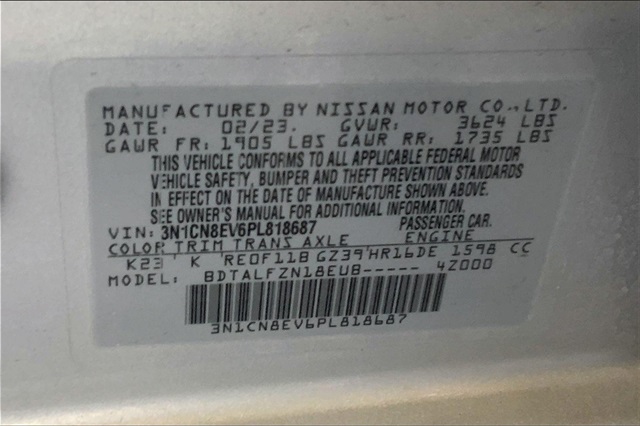 MANUFACTURED BY NISSAN MOTOR CO.,LTD.
DATE: 02/23. GVWR: 3624 LBS
GAWR FR: 1905 LBS GAWR RR: 1735 LBS
THIS VEHICLE CONFORMS TO ALL APPLICABLE FEDERAL MOTOR
VEHICLE SAFETY, BUMPER AND THEFT PREVENTION STANDARDS
IN EFFECT ON THE DATE OF MANUFACTURE SHOWN ABOVE.
SEE OWNER'S MANUAL FOR ADDITIONAL INFORMATION.
VIN: 3N1CN8EV6PL818687 PASSENGER CAR.
COLOR TRIM TRANS AXLE ENGINE
K23 K RE0F11B GZ39 HR16DE 1598 CC
MODEL: BDTALFZN18EUB----- 4Z000
3N1CN8EV6PL818687